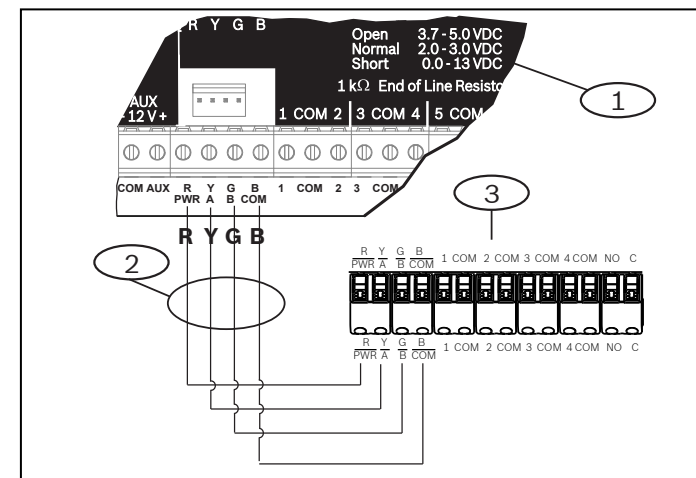 R Y G B
Open 3.7 - 5.0 VDC
Normal 2.0 - 3.0 VDC
Short 0.0 - 13 VDC
1 kΩ End of Line
AUX
- 12 V +
1 COM 2 3 COM 4 5 COM
1
COM AUX R Y G B 1 COM 2 3 COM
PWR A B COM
R Y G B
2
3
R Y G B 1 COM 2 COM 3 COM 4 COM NO C
PWR A B COM
R Y G B 1 COM 2 COM 3 COM 4 COM NO C
PWR A B COM